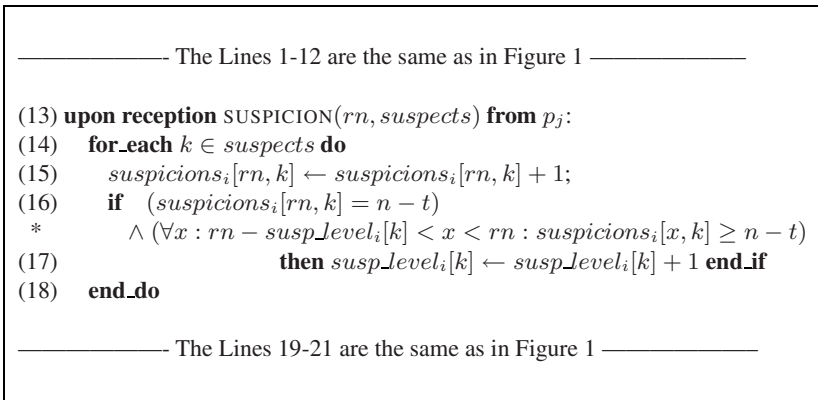 ——————- The Lines 1-12 are the same as in Figure 1 ——————–
(13) upon reception SUSPICION(rn, suspects) from p_j:
(14) for_each k ∈ suspects do
(15) suspicions_i[rn, k] ← suspicions_i[rn, k] + 1;
(16) if (suspicions_i[rn, k] = n − t)
* ∧ (∀x : rn − susp_level_i[k] < x < rn : suspicions_i[x, k] ≥ n − t)
(17) then susp_level_i[k] ← susp_level_i[k] + 1 end_if
(18) end_do
——————- The Lines 19-21 are the same as in Figure 1 ——————–